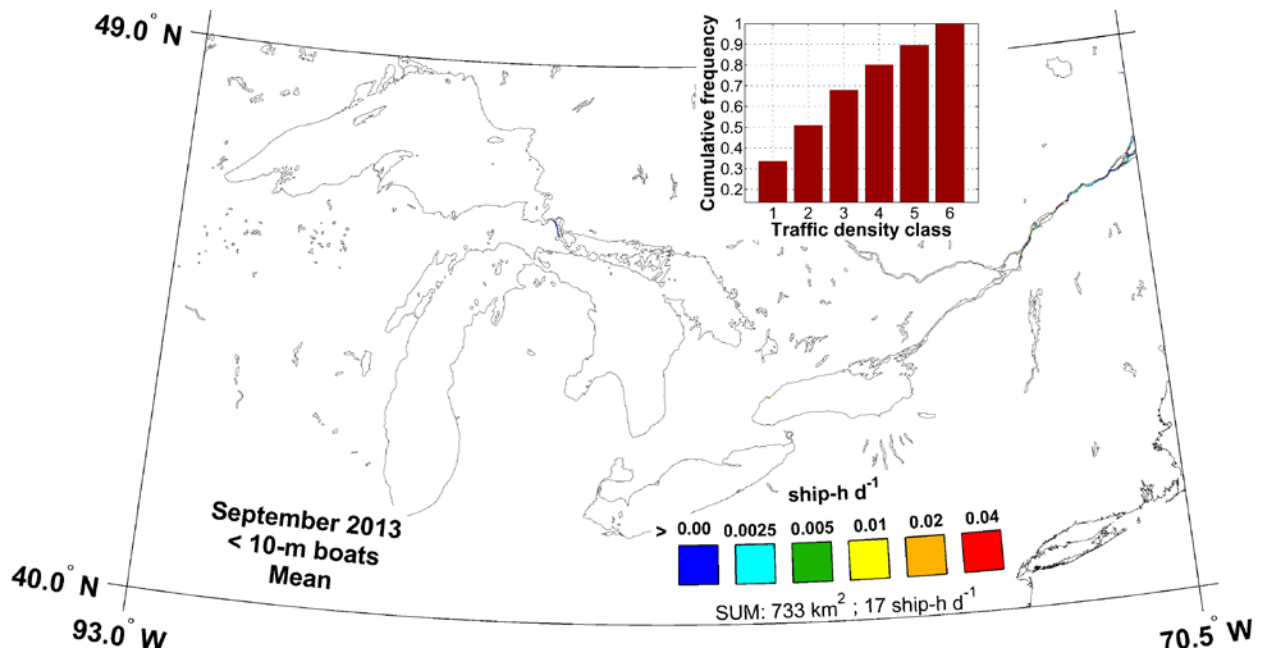 49.0° N
1
0.9
0.8
0.7
0.6
0.5
0.4
0.3
0.2
Cumulative frequency
1 2 3 4 5 6
Traffic density class
September 2013
< 10-m boats
Mean
ship-h d⁻¹
> 0.00 0.0025 0.005 0.01 0.02 0.04
SUM: 733 km² ; 17 ship-h d⁻¹
40.0° N
93.0° W
70.5° W